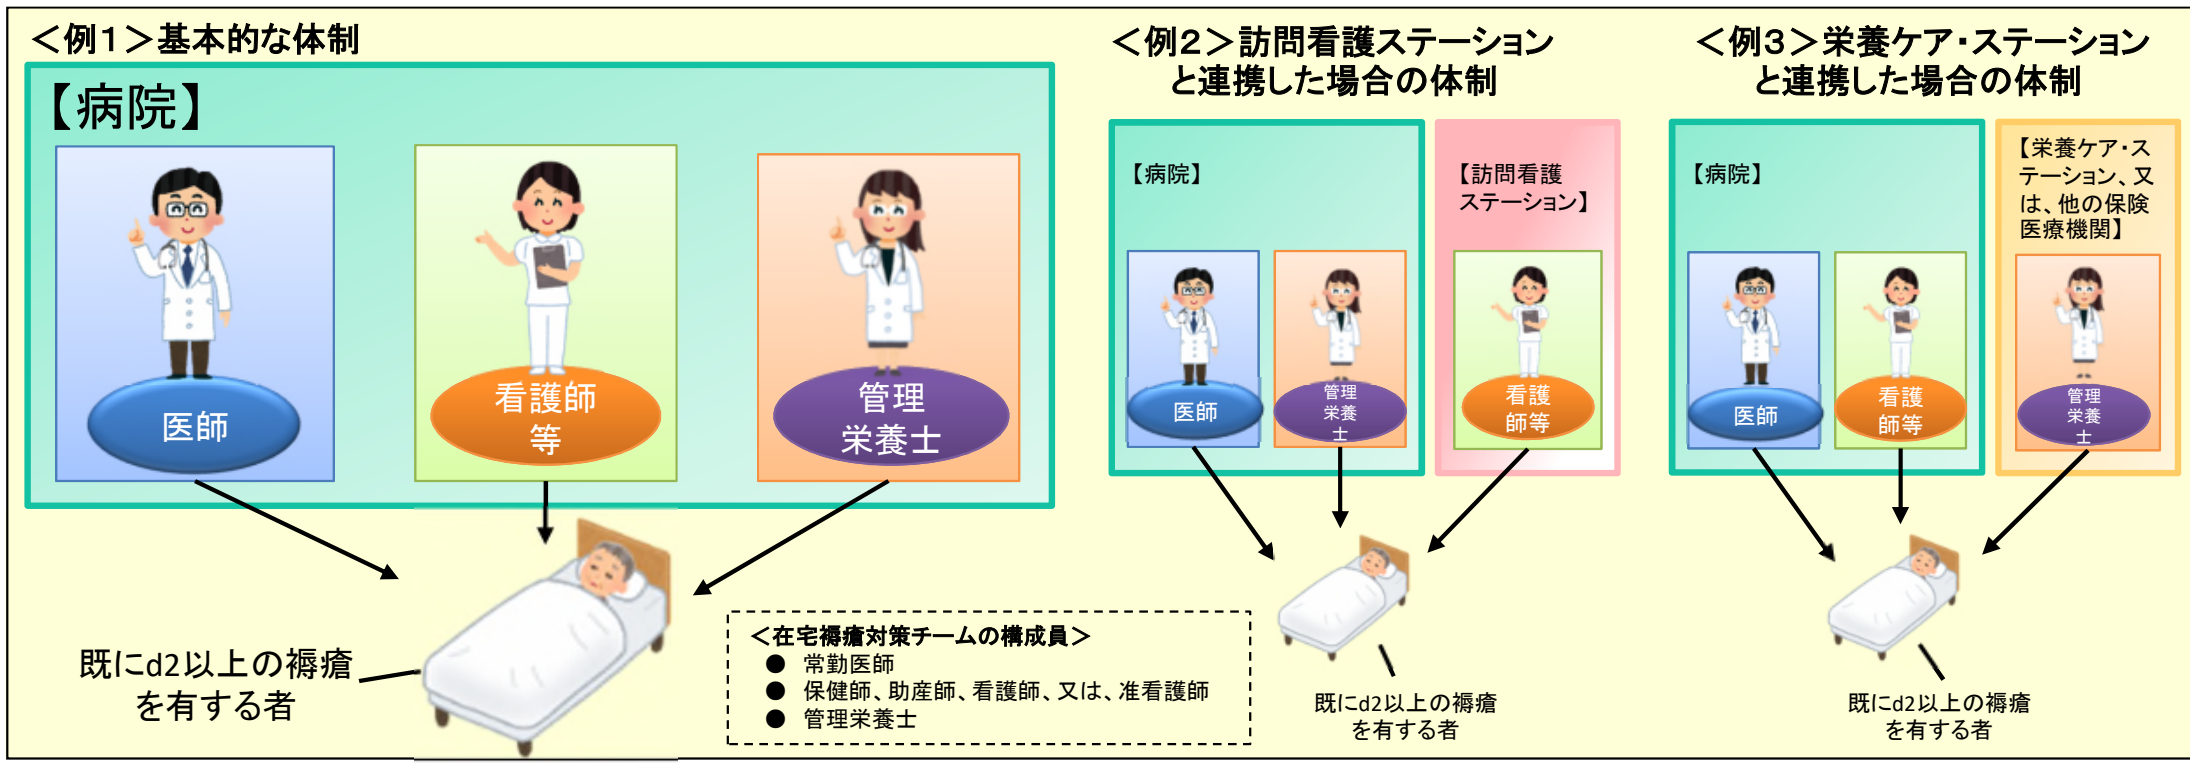 ＜例１＞基本的な体制
【病院】
医師
看護師
等
管理
栄養士
既にd2以上の褥瘡
を有する者
＜在宅褥瘡対策チームの構成員＞
● 常勤医師
● 保健師、助産師、看護師、又は、准看護師
● 管理栄養士
＜例２＞訪問看護ステーション
と連携した場合の体制
【病院】
医師
管理
栄養
士
【訪問看護
ステーション】
看護
師等
既にd2以上の褥瘡
を有する者
＜例３＞栄養ケア・ステーション
と連携した場合の体制
【病院】
医師
看護
師等
【栄養ケア・ス
テーション、又
は、他の保険
医療機関】
管理
栄養
士
既にd2以上の褥瘡
を有する者